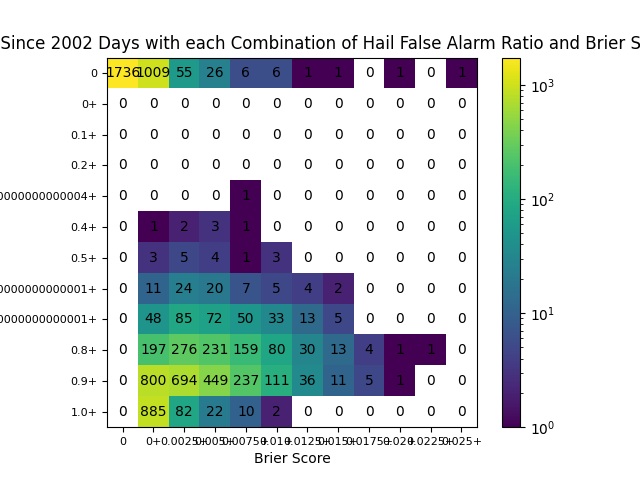 Since 2002 Days with each Combination of Hail False Alarm Ratio and Brier S
0 1736 1009 55 26 6 6 1 1 0 1 0 1
0+ 0 0 0 0 0 0 0 0 0 0 0 0
0.1+ 0 0 0 0 0 0 0 0 0 0 0 0
0.2+ 0 0 0 0 0 0 0 0 0 0 0 0
0000000000004+ 0 0 0 0 1 0 0 0 0 0 0 0
0.4+ 0 1 2 3 1 0 0 0 0 0 0 0
0.5+ 0 3 5 4 1 3 0 0 0 0 0 0
0000000000001+ 0 11 24 20 7 5 4 2 0 0 0 0
0000000000001+ 0 48 85 72 50 33 13 5 0 0 0 0
0.8+ 0 197 276 231 159 80 30 13 4 1 1 0
0.9+ 0 800 694 449 237 111 36 11 5 1 0 0
1.0+ 0 885 82 22 10 2 0 0 0 0 0 0
0 0+ 0.0025+ 0.005+ 0.0075+ 0.01+ 0.0125+ 0.015+ 0.0175+ 0.02+ 0.0225+ 0.025+
Brier Score
10³
10²
10¹
10⁰